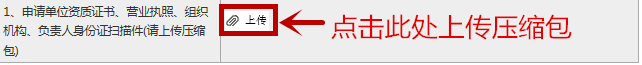 1、申请单位资质证书、营业执照、组织
机构、负责人身份证扫描件(请上传压缩
包)
上传
点击此处上传压缩包